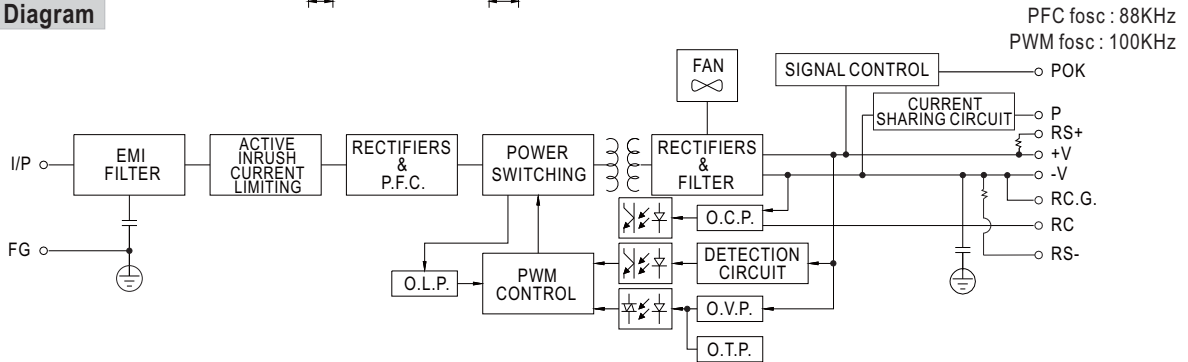 Diagram
PFC fosc : 88KHz
PWM fosc : 100KHz
FAN
SIGNAL CONTROL
POK
CURRENT
SHARING CIRCUIT
P
RS+
I/P
EMI
FILTER
ACTIVE
INRUSH
CURRENT
LIMITING
RECTIFIERS
&
P.F.C.
POWER
SWITCHING
RECTIFIERS
&
FILTER
+V
-V
RC.G.
O.C.P.
RC
FG
RS-
O.L.P.
PWM
CONTROL
DETECTION
CIRCUIT
O.V.P.
O.T.P.